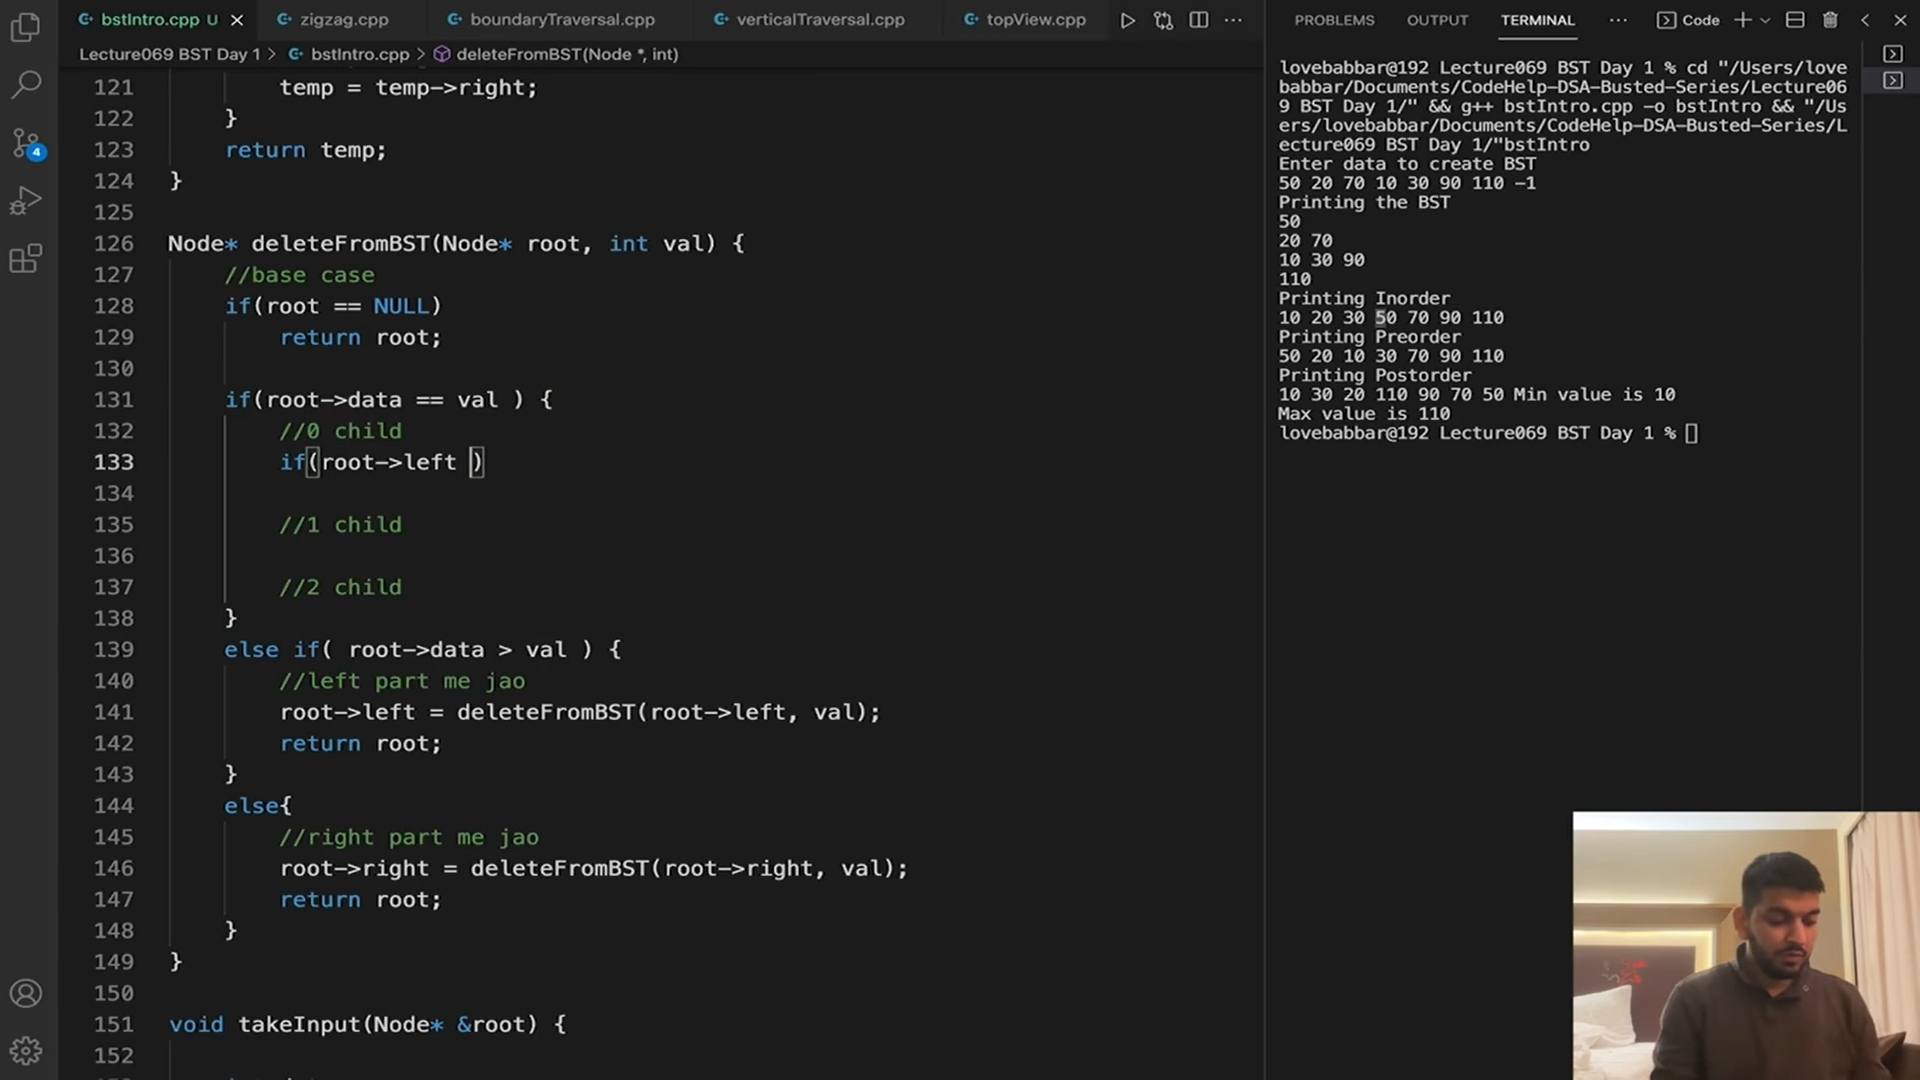 bstIntro.cpp U
zigzag.cpp
boundaryTraversal.cpp
verticalTraversal.cpp
topView.cpp
Lecture069 BST Day 1 > bstIntro.cpp > deleteFromBST(Node *, int)
121 temp = temp->right;
122 }
123 return temp;
124 }
125
126 Node* deleteFromBST(Node* root, int val) {
127 //base case
128 if(root == NULL)
129 return root;
130
131 if(root->data == val ) {
132 //0 child
133 if(root->left )
134
135 //1 child
136
137 //2 child
138 }
139 else if( root->data > val ) {
140 //left part me jao
141 root->left = deleteFromBST(root->left, val);
142 return root;
143 }
144 else{
145 //right part me jao
146 root->right = deleteFromBST(root->right, val);
147 return root;
148 }
149 }
150
151 void takeInput(Node* &root) {
152
4
PROBLEMS OUTPUT TERMINAL ··· Code
lovebabbar@192 Lecture069 BST Day 1 % cd "/Users/love
babbar/Documents/CodeHelp-DSA-Busted-Series/Lecture06
9 BST Day 1/" && g++ bstIntro.cpp -o bstIntro && "/Us
ers/lovebabbar/Documents/CodeHelp-DSA-Busted-Series/L
ecture069 BST Day 1/"bstIntro
Enter data to create BST
50 20 70 10 30 90 110 -1
Printing the BST
50
20 70
10 30 90
110
Printing Inorder
10 20 30 50 70 90 110
Printing Preorder
50 20 10 30 70 90 110
Printing Postorder
10 30 20 110 90 70 50 Min value is 10
Max value is 110
lovebabbar@192 Lecture069 BST Day 1 %